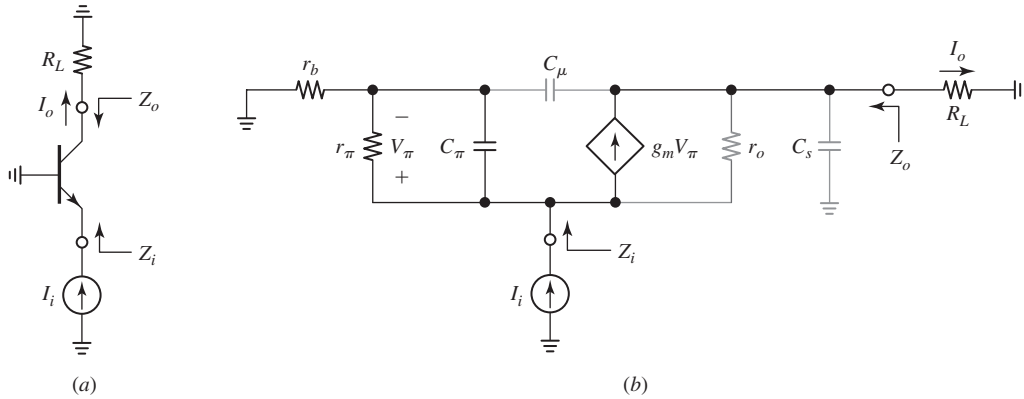 R_L
I_o
Z_o
Z_i
I_i
(a)
r_b
C_μ
I_o
R_L
−
r_π
V_π
+
C_π
g_mV_π
r_o
C_s
Z_o
Z_i
I_i
(b)